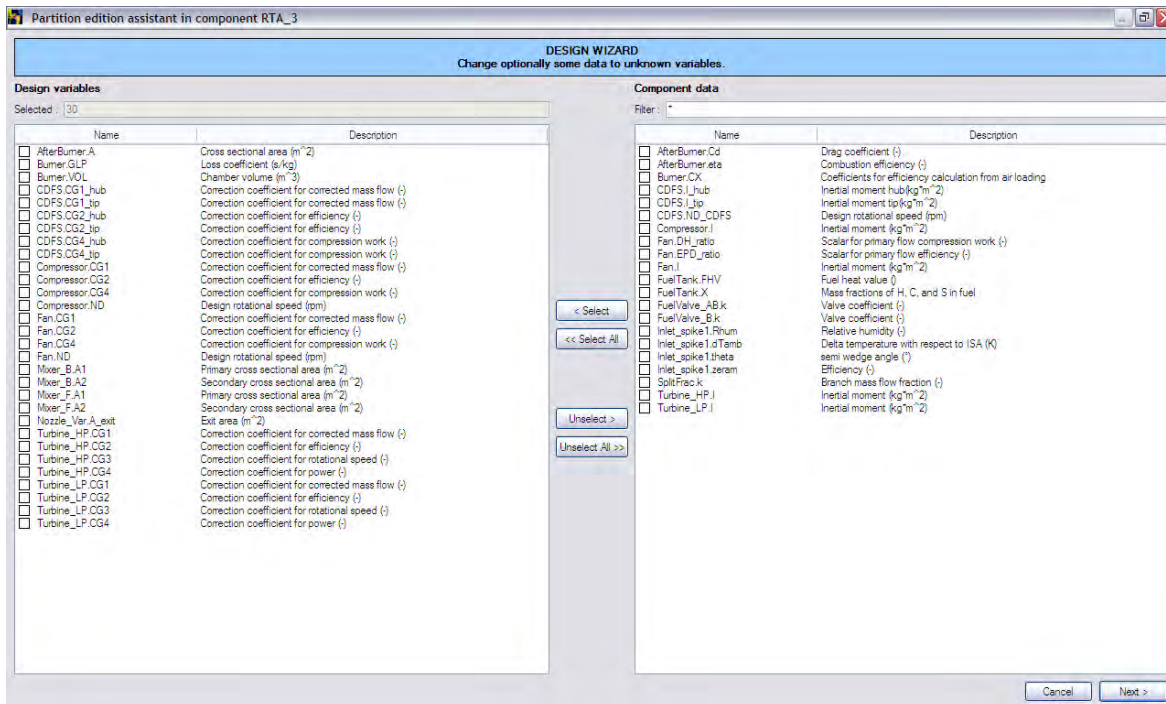 Partition edition assistant in component RTA_3
DESIGN WIZARD
Change optionally some data to unknown variables.
Design variables
Selected : 30
Name Description
AfterBurner.A Cross sectional area (m^2)
Burner.GLP Loss coefficient (s/kg)
Burner.VOL Chamber volume (m^3)
CDFS.CG1_hub Correction coefficient for corrected mass flow (-)
CDFS.CG1_tip Correction coefficient for corrected mass flow (-)
CDFS.CG2_hub Correction coefficient for efficiency (-)
CDFS.CG2_tip Correction coefficient for efficiency (-)
CDFS.CG4_hub Correction coefficient for compression work (-)
CDFS.CG4_tip Correction coefficient for compression work (-)
Compressor.CG1 Correction coefficient for corrected mass flow (-)
Compressor.CG2 Correction coefficient for efficiency (-)
Compressor.CG4 Correction coefficient for compression work (-)
Compressor.ND Design rotational speed (rpm)
Fan.CG1 Correction coefficient for corrected mass flow (-)
Fan.CG2 Correction coefficient for efficiency (-)
Fan.CG4 Correction coefficient for compression work (-)
Fan.ND Design rotational speed (rpm)
Mixer_B.A1 Primary cross sectional area (m^2)
Mixer_B.A2 Secondary cross sectional area (m^2)
Mixer_F.A1 Primary cross sectional area (m^2)
Mixer_F.A2 Secondary cross sectional area (m^2)
Nozzle_Var.A_exit Exit area (m^2)
Turbine_HP.CG1 Correction coefficient for corrected mass flow (-)
Turbine_HP.CG2 Correction coefficient for efficiency (-)
Turbine_HP.CG3 Correction coefficient for rotational speed (-)
Turbine_HP.CG4 Correction coefficient for power (-)
Turbine_LP.CG1 Correction coefficient for corrected mass flow (-)
Turbine_LP.CG2 Correction coefficient for efficiency (-)
Turbine_LP.CG3 Correction coefficient for rotational speed (-)
Turbine_LP.CG4 Correction coefficient for power (-)
< Select
<< Select All
Unselect >
Unselect All >>
Component data
Filter : *
Name Description
AfterBurner.Cd Drag coefficient (-)
AfterBurner.eta Combustion efficiency (-)
Burner.CX Coefficients for efficiency calculation from air loading
CDFS.I_hub Inertial moment hub(kg*m^2)
CDFS.I_tip Inertial moment tip(kg*m^2)
CDFS.ND_CDFS Design rotational speed (rpm)
Compressor.I Inertial moment (kg*m^2)
Fan.DH_ratio Scalar for primary flow compression work (-)
Fan.EPD_ratio Scalar for primary flow efficiency (-)
Fan.I Inertial moment (kg*m^2)
FuelTank.FHV Fuel heat value ()
FuelTank.X Mass fractions of H, C, and S in fuel
FuelValve_AB.k Valve coefficient (-)
FuelValve_B.k Valve coefficient (-)
Inlet_spike1.Rhum Relative humidity (-)
Inlet_spike1.dTamb Delta temperature with respect to ISA (K)
Inlet_spike1.theta semi wedge angle (°)
Inlet_spike1.zeram Efficiency (-)
SplitFrac.k Branch mass flow fraction (-)
Turbine_HP.I Inertial moment (kg*m^2)
Turbine_LP.I Inertial moment (kg*m^2)
Cancel
Next >